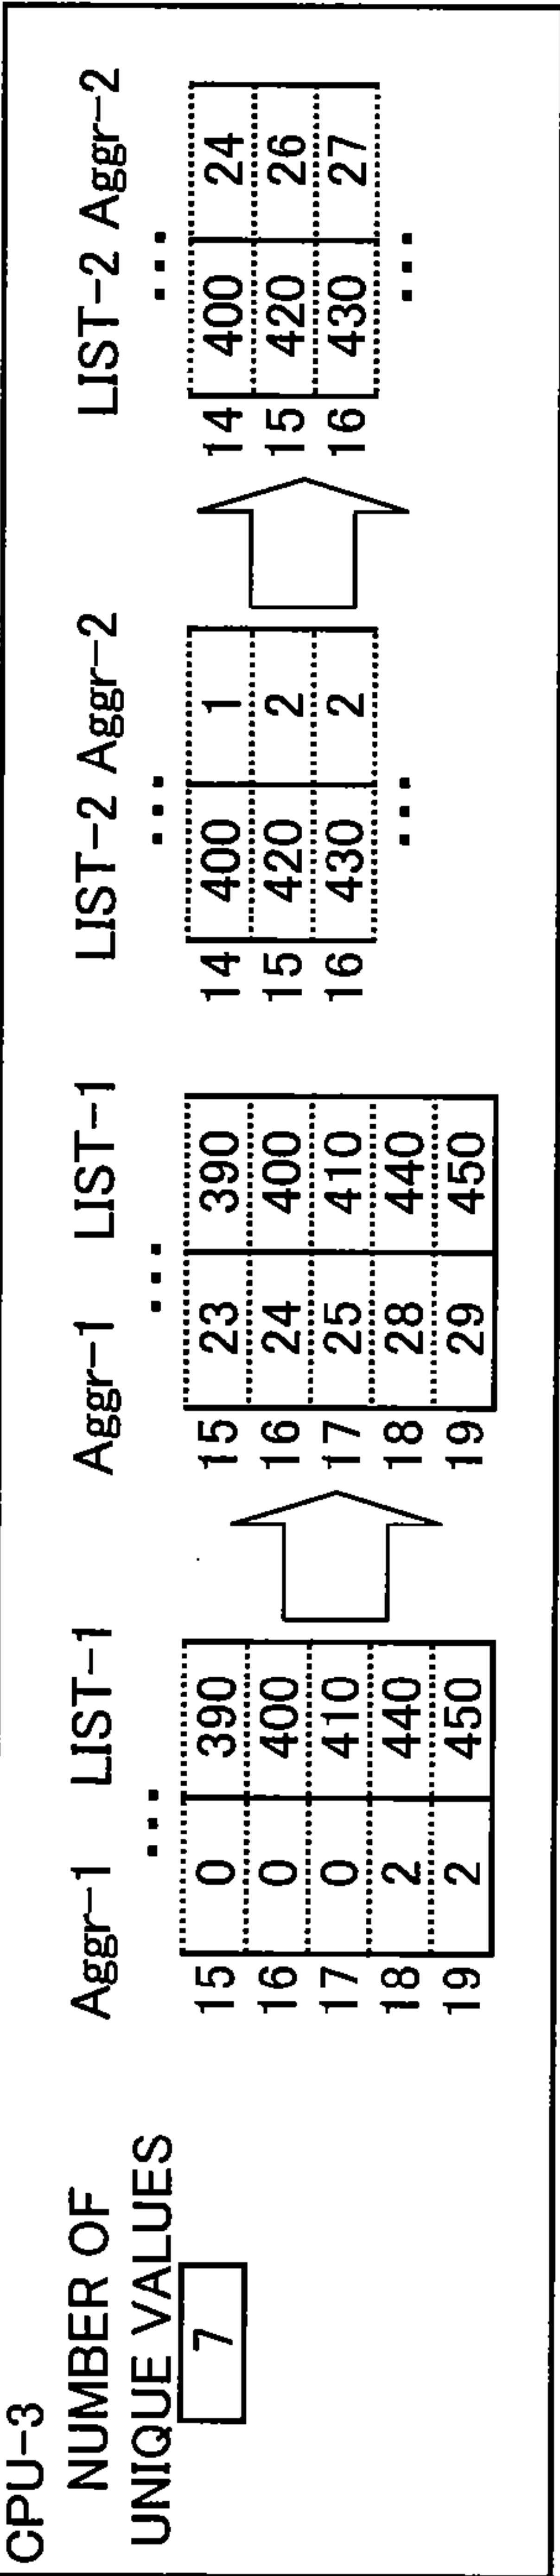 CPU-3
NUMBER OF
UNIQUE VALUES
7
Aggr-1 LIST-1
...
15 0 390
16 0 400
17 0 410
18 2 440
19 2 450
Aggr-1 LIST-1
...
15 23 390
16 24 400
17 25 410
18 28 440
19 29 450
LIST-2 Aggr-2
...
14 400 1
15 420 2
16 430 2
...
LIST-2 Aggr-2
...
14 400 24
15 420 26
16 430 27
...